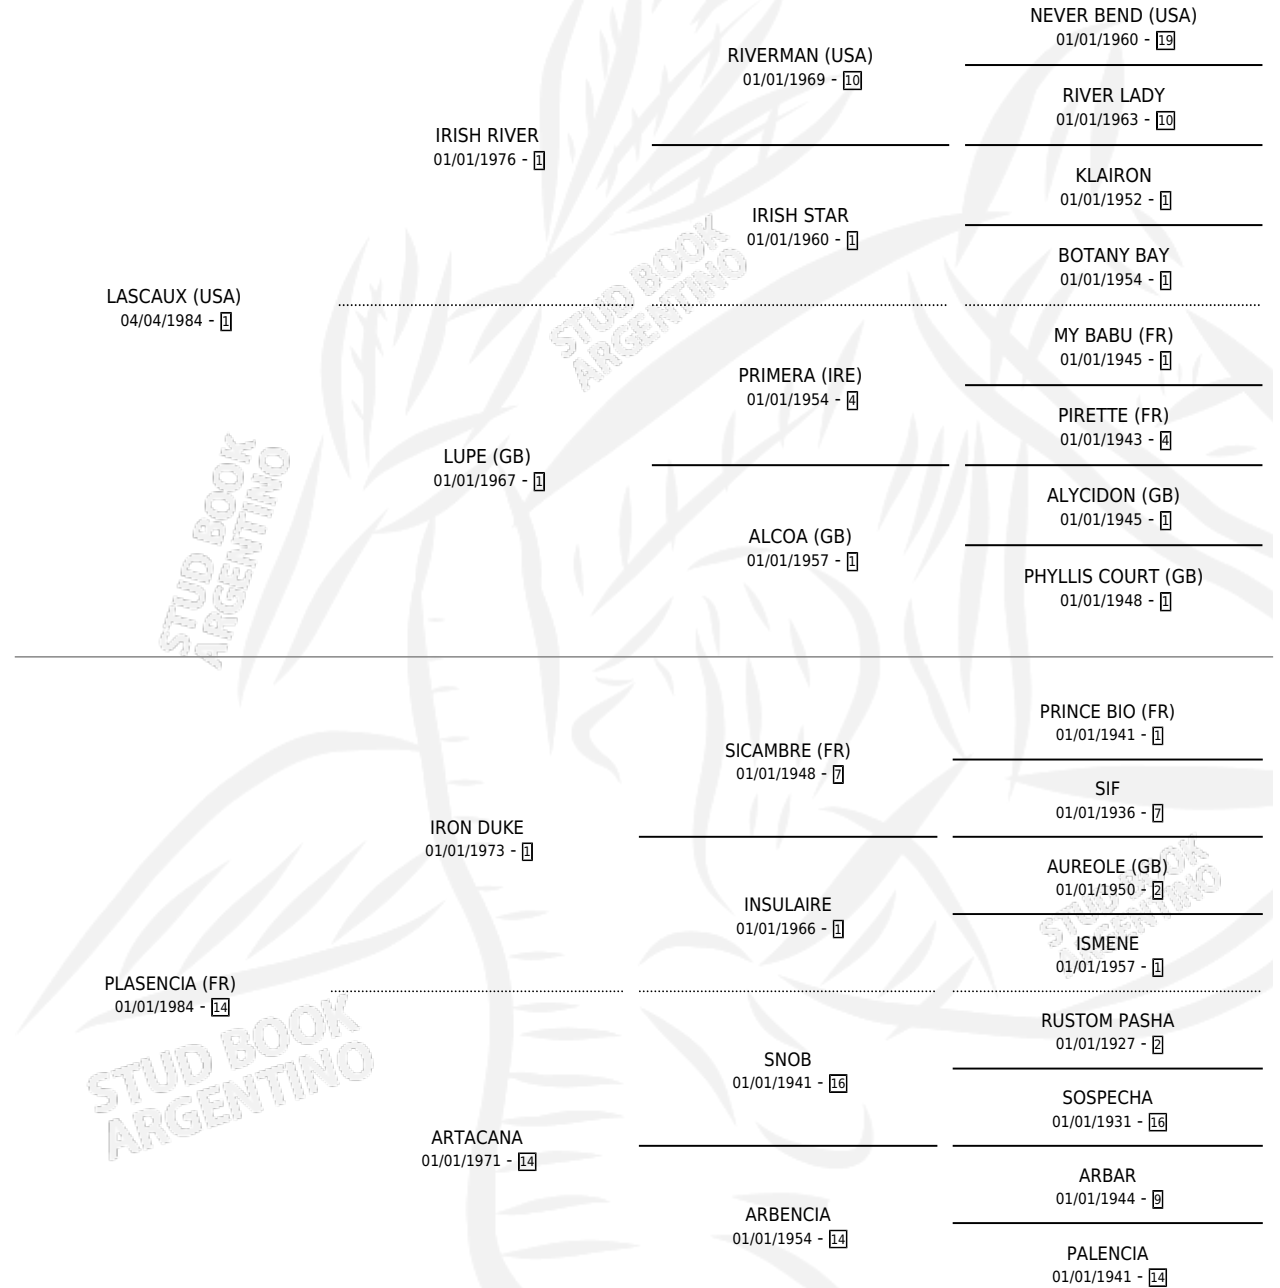 NEVER BEND (USA)
01/01/1960 - 19
RIVERMAN (USA)
01/01/1969 - 10
RIVER LADY
01/01/1963 - 10
IRISH RIVER
01/01/1976 - 1
KLAIRON
01/01/1952 - 1
IRISH STAR
01/01/1960 - 1
BOTANY BAY
01/01/1954 - 1
LASCAUX (USA)
04/04/1984 - 1
MY BABU (FR)
01/01/1945 - 1
PRIMERA (IRE)
01/01/1954 - 4
PIRETTE (FR)
01/01/1943 - 4
LUPE (GB)
01/01/1967 - 1
ALYCIDON (GB)
01/01/1945 - 1
ALCOA (GB)
01/01/1957 - 1
PHYLLIS COURT (GB)
01/01/1948 - 1
PRINCE BIO (FR)
01/01/1941 - 1
SICAMBRE (FR)
01/01/1948 - 7
SIF
01/01/1936 - 7
IRON DUKE
01/01/1973 - 1
AUREOLE (GB)
01/01/1950 - 2
INSULAIRE
01/01/1966 - 1
ISMENE
01/01/1957 - 1
PLASENCIA (FR)
01/01/1984 - 14
RUSTOM PASHA
01/01/1927 - 2
SNOB
01/01/1941 - 16
SOSPECHA
01/01/1931 - 16
ARTACANA
01/01/1971 - 14
ARBAR
01/01/1944 - 9
ARBENCIA
01/01/1954 - 14
PALENCIA
01/01/1941 - 14
STUD BOOK
ARGENTINO
STUD BOOK
ARGENTINO
STUD BOOK
ARGENTINO
STUD BOOK
ARGENTINO